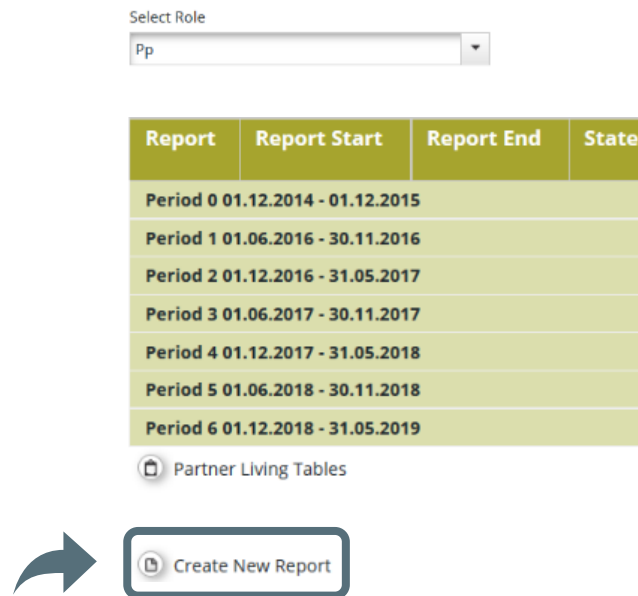 Select Role
Pp
Report Report Start Report End State
Period 0 01.12.2014 - 01.12.2015
Period 1 01.06.2016 - 30.11.2016
Period 2 01.12.2016 - 31.05.2017
Period 3 01.06.2017 - 30.11.2017
Period 4 01.12.2017 - 31.05.2018
Period 5 01.06.2018 - 30.11.2018
Period 6 01.12.2018 - 31.05.2019
Partner Living Tables
Create New Report